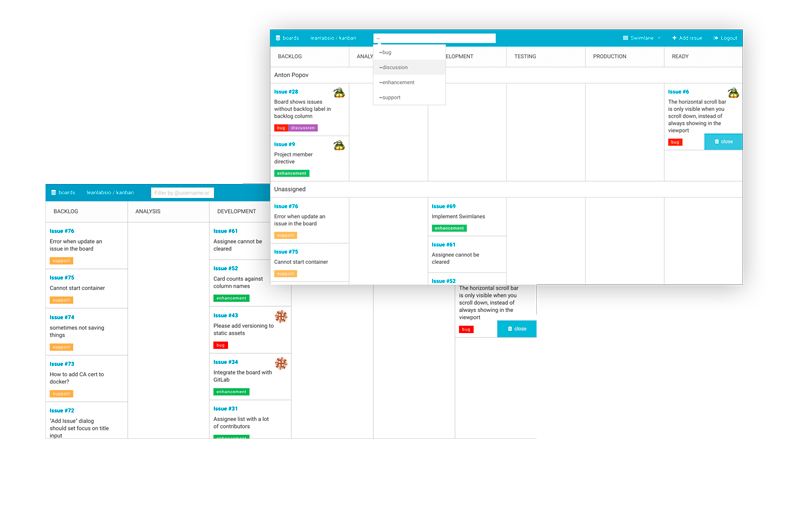 boards leanlabsio / kanban ~ Swimlane + Add issue Logout
BACKLOG ANALY ELOPMENT TESTING PRODUCTION READY
~bug
~discussion
~enhancement
~support
Anton Popov
Issue #28
Board shows issues
without backlog label in
backlog column
bug discussion
Issue #9
Project member
directive
enhancement
Issue #6
The horizontal scroll bar
is only visible when you
scroll down, instead of
always showing in the
viewport
bug
close
Unassigned
Issue #76
Error when update an
issue in the board
support
Issue #75
Cannot start container
support
Issue #69
Implement Swimlanes
enhancement
Issue #61
Assignee cannot be
cleared
Issue #52
boards leanlabsio / kanban Filter by @username or
BACKLOG ANALYSIS DEVELOPMENT
Issue #76
Error when update an
issue in the board
support
Issue #75
Cannot start container
support
Issue #74
sometimes not saving
things
support
Issue #73
How to add CA cert to
docker?
support
Issue #72
"Add Issue" dialog
should set focus on title
input
Issue #61
Assignee cannot be
cleared
Issue #52
Card counts against
column names
enhancement
Issue #43
Please add versioning to
static assets
bug
Issue #34
Integrate the board with
GitLab
enhancement
Issue #31
Assignee list with a lot
of contributors
enhancement
The horizontal scroll bar
is only visible when you
scroll down, instead of
always showing in the
viewport
bug
close